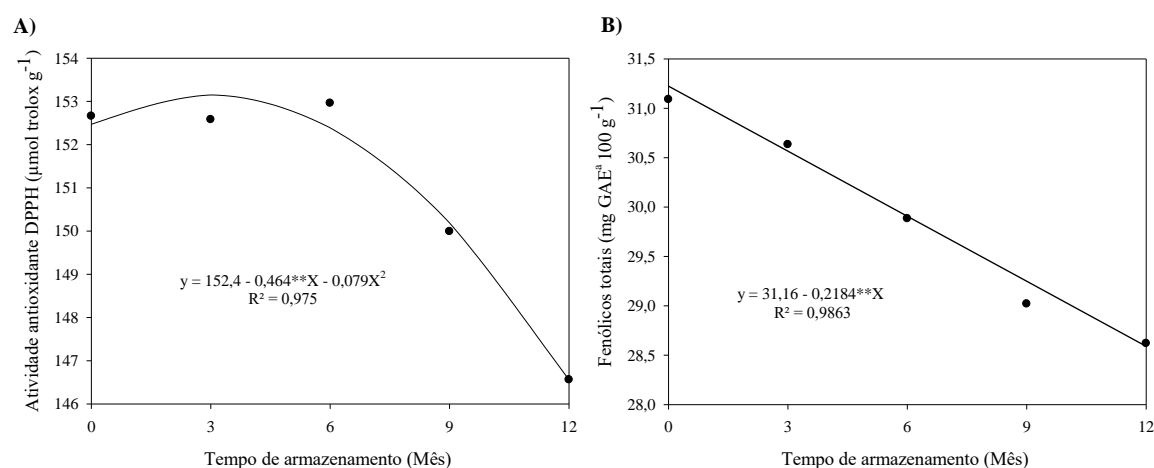 A)
Atividade antioxidante DPPH (µmol trolox g-1)
154
153
152
151
150
149
148
147
146
y = 152,4 - 0,464**X - 0,079X2
R² = 0,975
0 3 6 9 12
Tempo de armazenamento (Mês)
B)
Fenólicos totais (mg GAEa 100 g-1)
31,5
31,0
30,5
30,0
29,5
29,0
28,5
28,0
y = 31,16 - 0,2184**X
R² = 0,9863
0 3 6 9 12
Tempo de armazenamento (Mês)